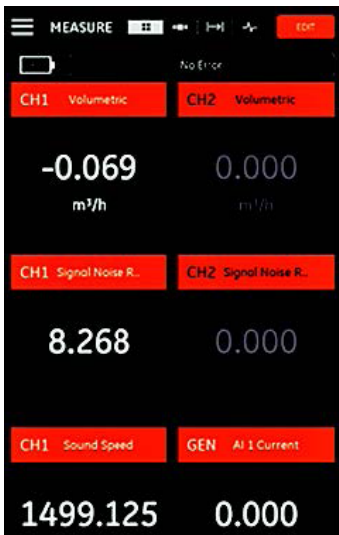 MEASURE EDIT
No Error
CH1 Volumetric CH2 Volumetric
-0.069 0.000
m³/h m³/h
CH1 Signal Noise R.. CH2 Signal Noise R..
8.268 0.000
CH1 Sound Speed GEN AI 1 Current
1499.125 0.000